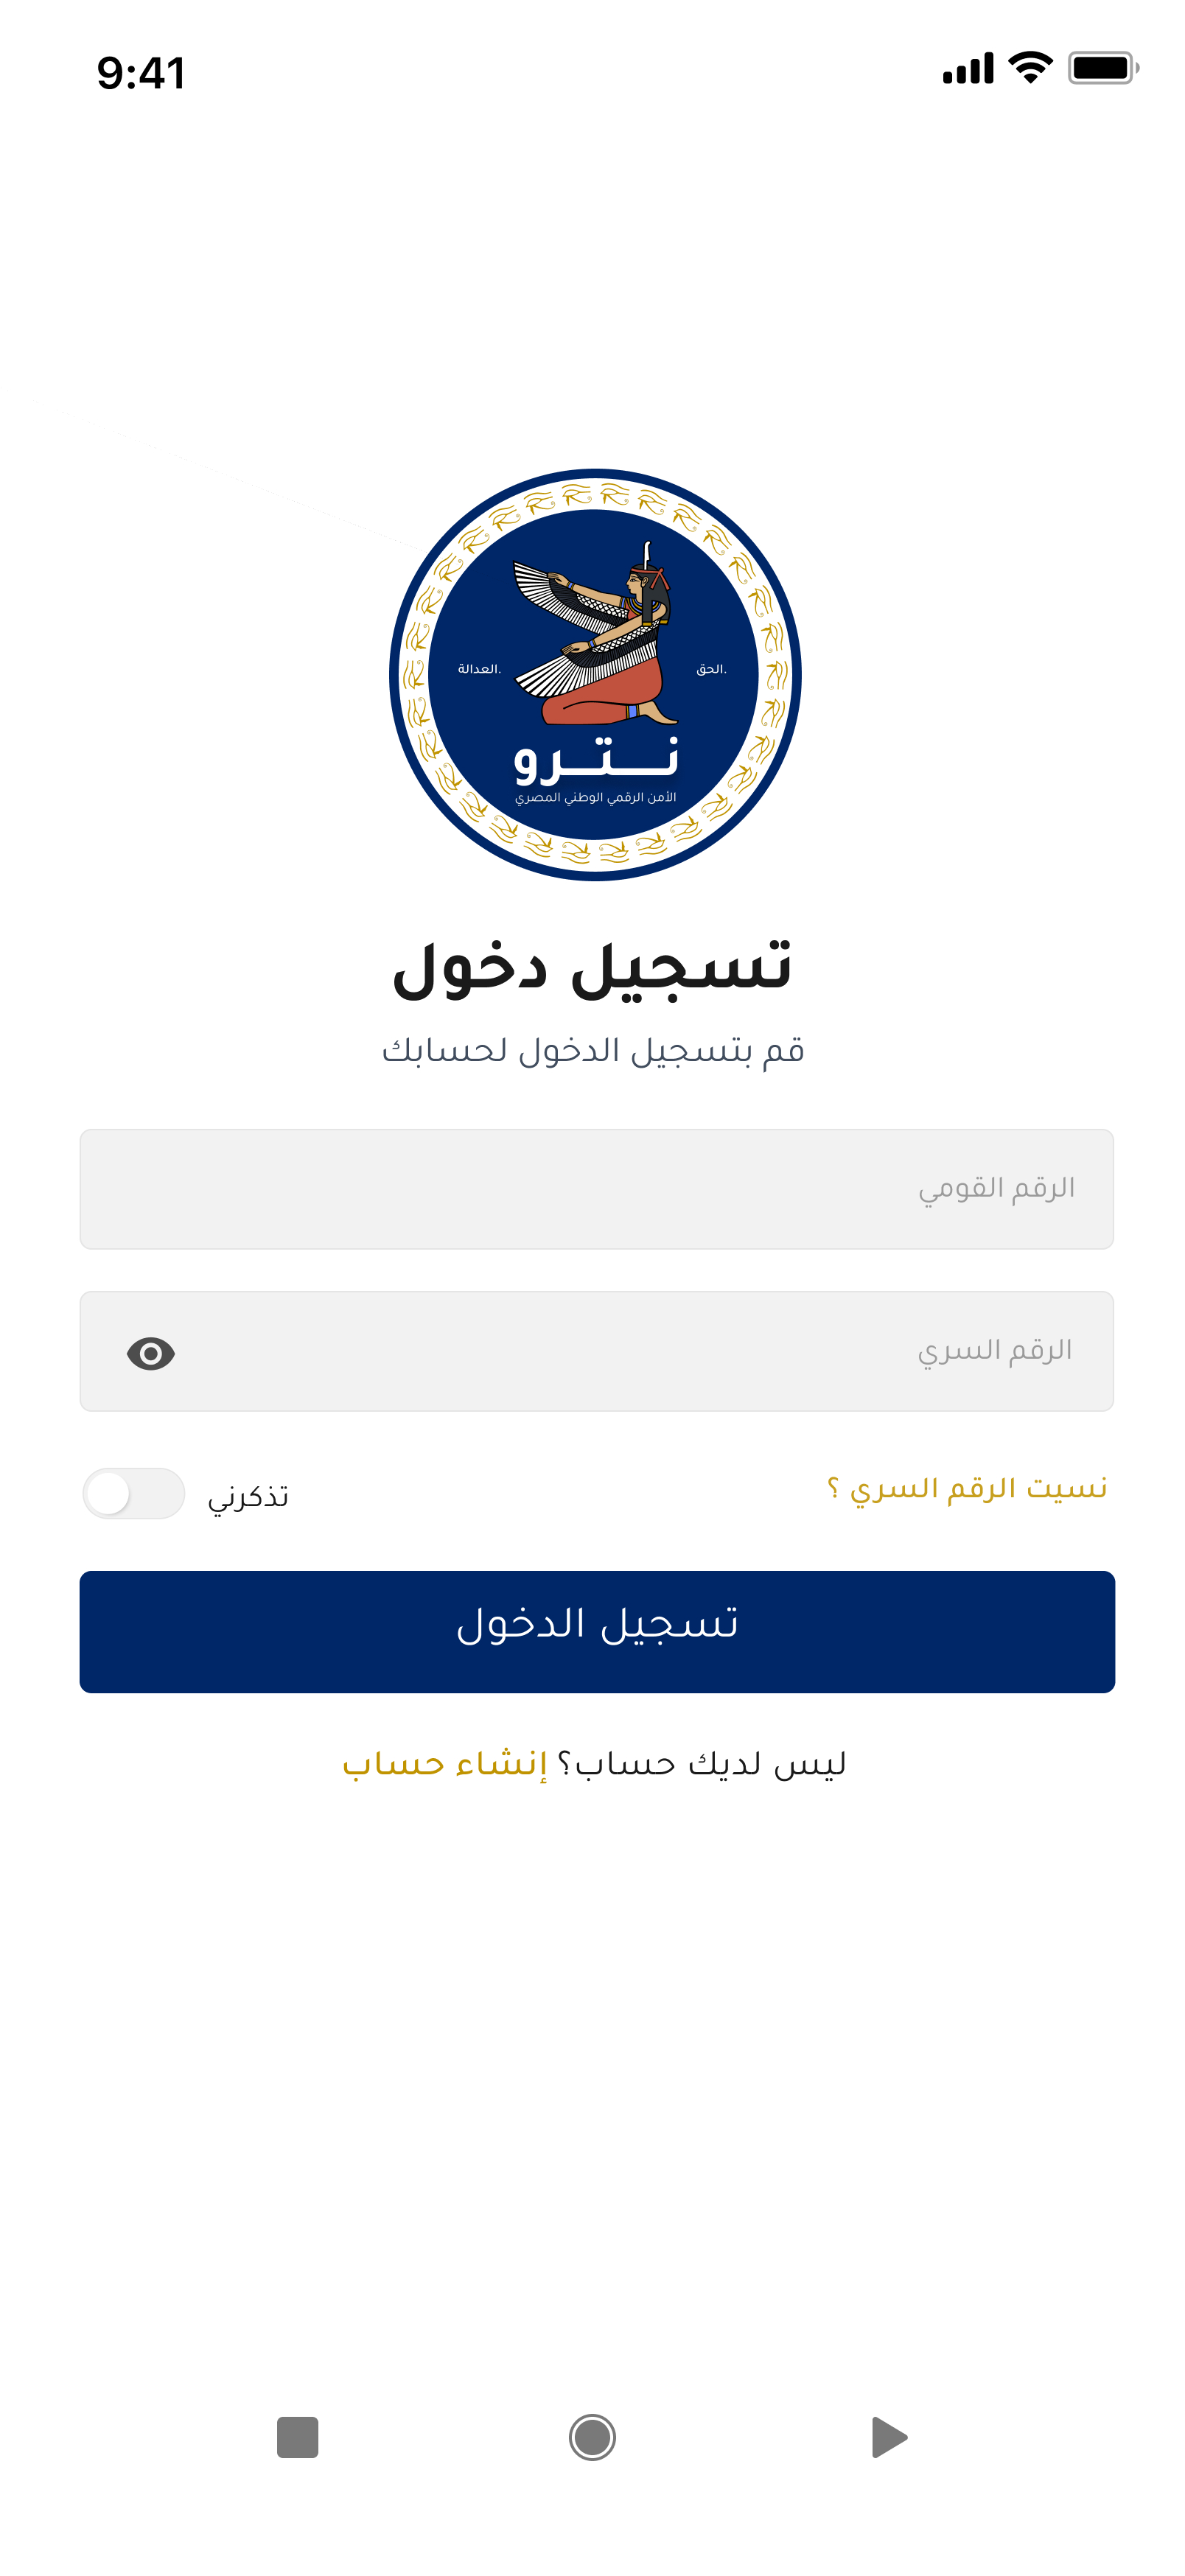 9:41
الحق.
العدالة.
نـــتـــرو
الأمن الرقمي الوطني المصري
تسجيل دخول
قم بتسجيل الدخول لحسابك
الرقم القومي
الرقم السري
نسيت الرقم السري ؟
تذكرني
تسجيل الدخول
ليس لديك حساب؟ إنشاء حساب